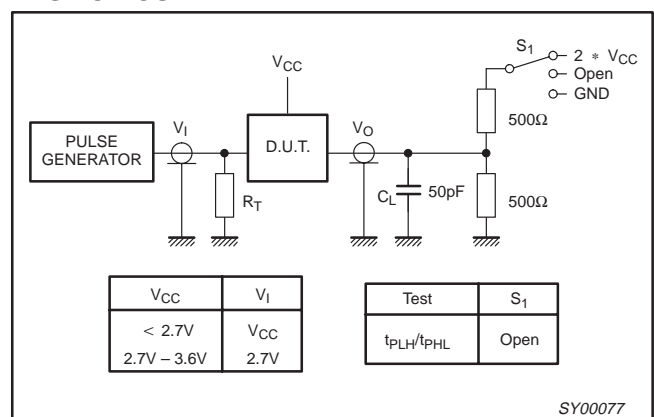 S1
2 * VCC
Open
GND
VCC
500Ω
PULSE
GENERATOR
VI
D.U.T.
VO
RT
CL
50pF
500Ω
VCC VI
< 2.7V VCC
2.7V – 3.6V 2.7V
Test S1
tPLH/tPHL Open
SY00077